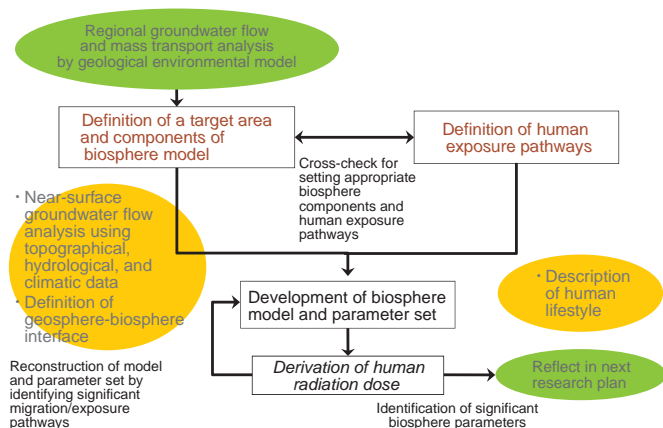 Regional groundwater flow
and mass transport analysis
by geological environmental model
Definition of a target area
and components of
biosphere model
Definition of human
exposure pathways
Cross-check for
setting appropriate
biosphere
components and
human exposure
pathways
・Near-surface
groundwater flow
analysis using
topographical,
hydrological, and
climatic data
・Definition of
geosphere-biosphere
interface
・Description
of human
lifestyle
Development of biosphere
model and parameter set
Reconstruction of model
and parameter set by
identifying significant
migration/exposure
pathways
Derivation of human
radiation dose
Reflect in next
research plan
Identification of significant
biosphere parameters